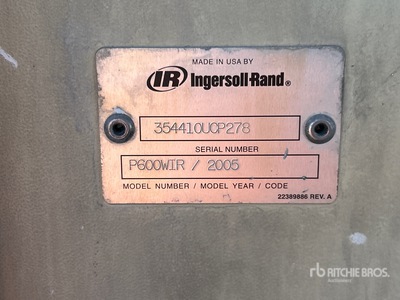 MADE IN USA BY
IR Ingersoll-Rand®
354410UCP278
SERIAL NUMBER
P600WIR / 2005
MODEL NUMBER / MODEL YEAR / CODE
22389886 REV. A
rb RITCHIE BROS.